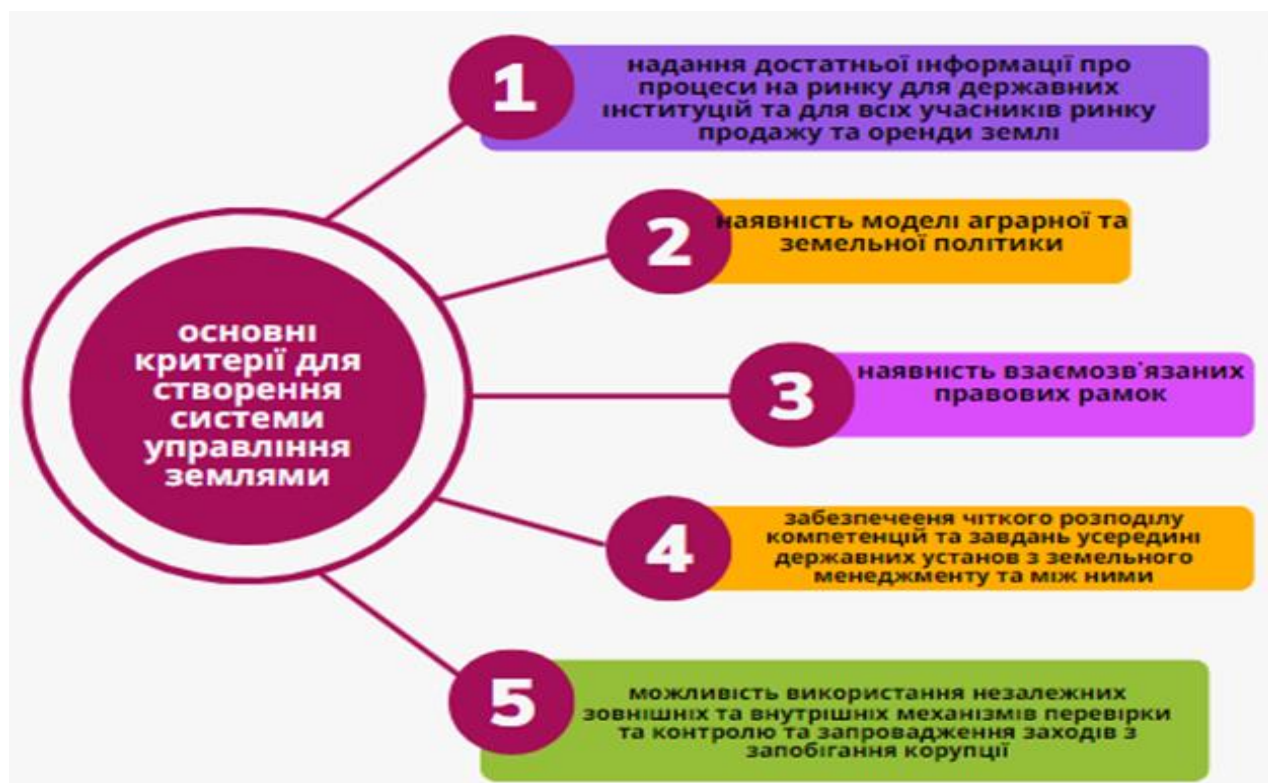 1
надання достатньої інформації про
процеси на ринку для державних
інституцій та для всіх учасників ринку
продажу та оренди землі
2
наявність моделі аграрної та
земельної політики
основні
критерії для
створення
системи
управління
землями
3
наявність взаємозв'язаних
правових рамок
4
забезпечееня чіткого розподілу
компетенцій та завдань усередині
державних установ з земельного
менеджменту та між ними
5
можливість використання незалежних
зовнішніх та внутрішніх механізмів перевірки
та контролю та запровадження заходів з
запобігання корупції